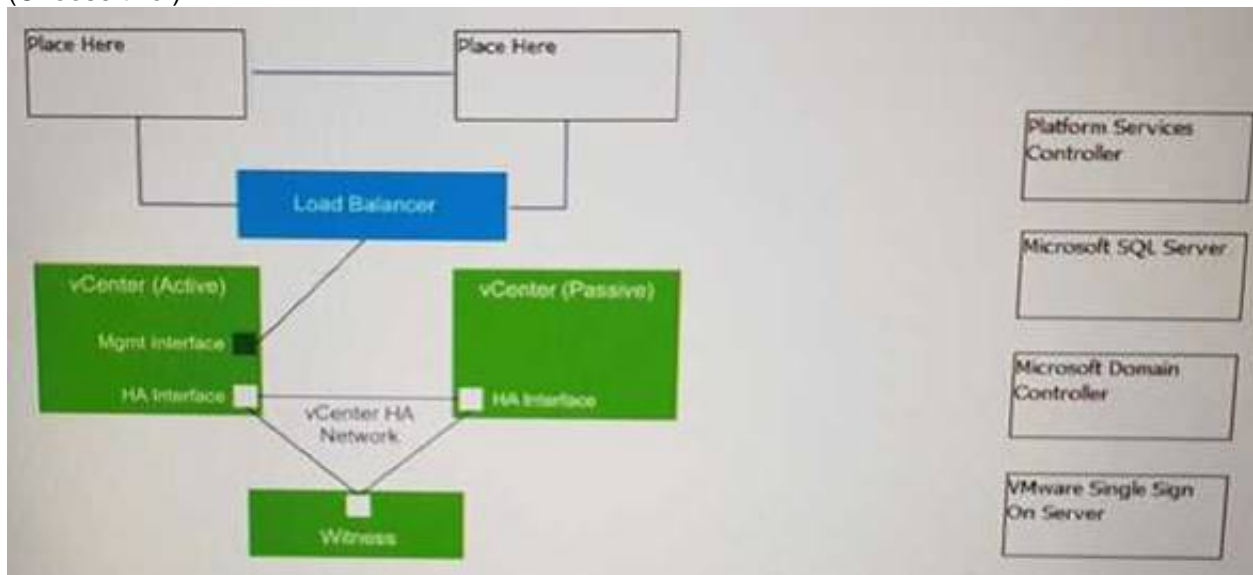 Place Here
Place Here
Platform Services
Controller
Load Balancer
Microsoft SQL Server
vCenter (Active)
vCenter (Passive)
Mgmt Interface
HA Interface
HA Interface
vCenter HA
Network
Microsoft Domain
Controller
VMware Single Sign
On Server
Witness